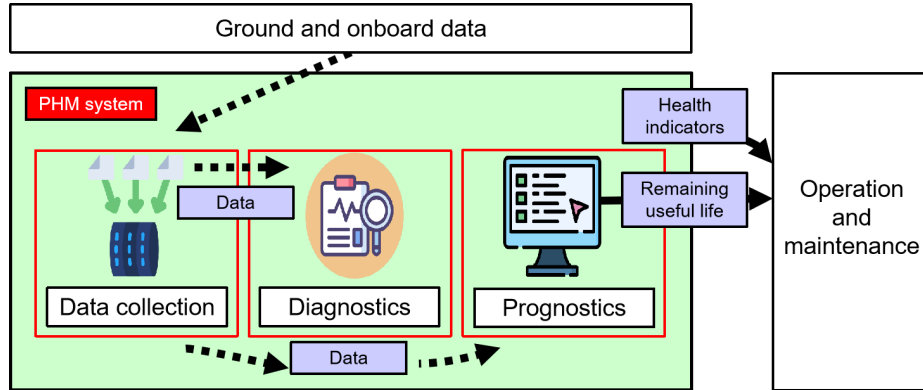 Ground and onboard data
PHM system
Health
indicators
Data
Remaining
useful life
Operation
and
maintenance
Data collection
Diagnostics
Prognostics
Data